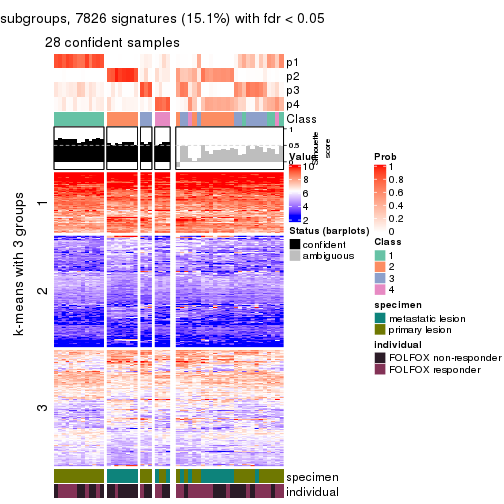 subgroups, 7826 signatures (15.1%) with fdr < 0.05
28 confident samples
p1
p2
p3
p4
Class
1
0.5
0
Silhouette
score
Value
10
8
6
4
2
Status (barplots)
confident
ambiguous
Prob
1
0.8
0.6
0.4
0.2
0
Class
1
2
3
4
specimen
metastatic lesion
primary lesion
individual
FOLFOX non-responder
FOLFOX responder
k-means with 3 groups
1
2
3
specimen
individual